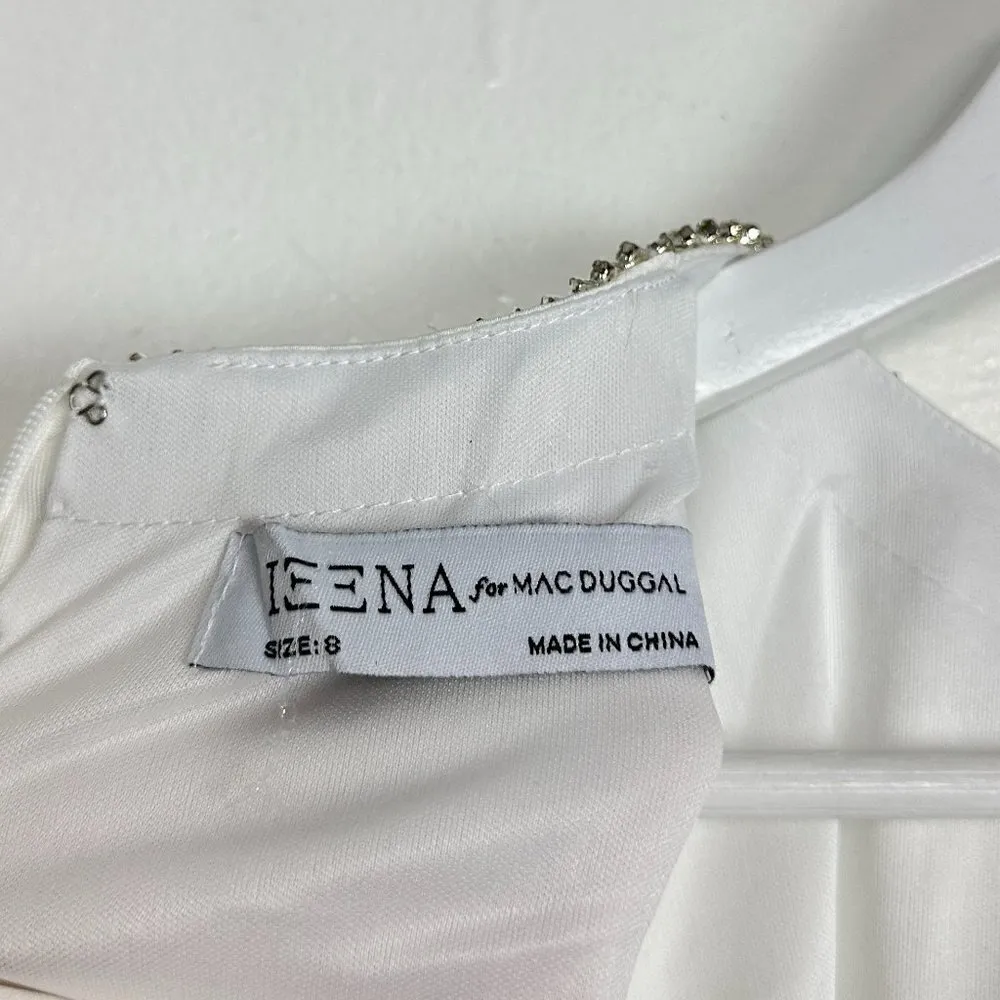 IEENA for MAC DUGGAL
SIZE: 8 MADE IN CHINA